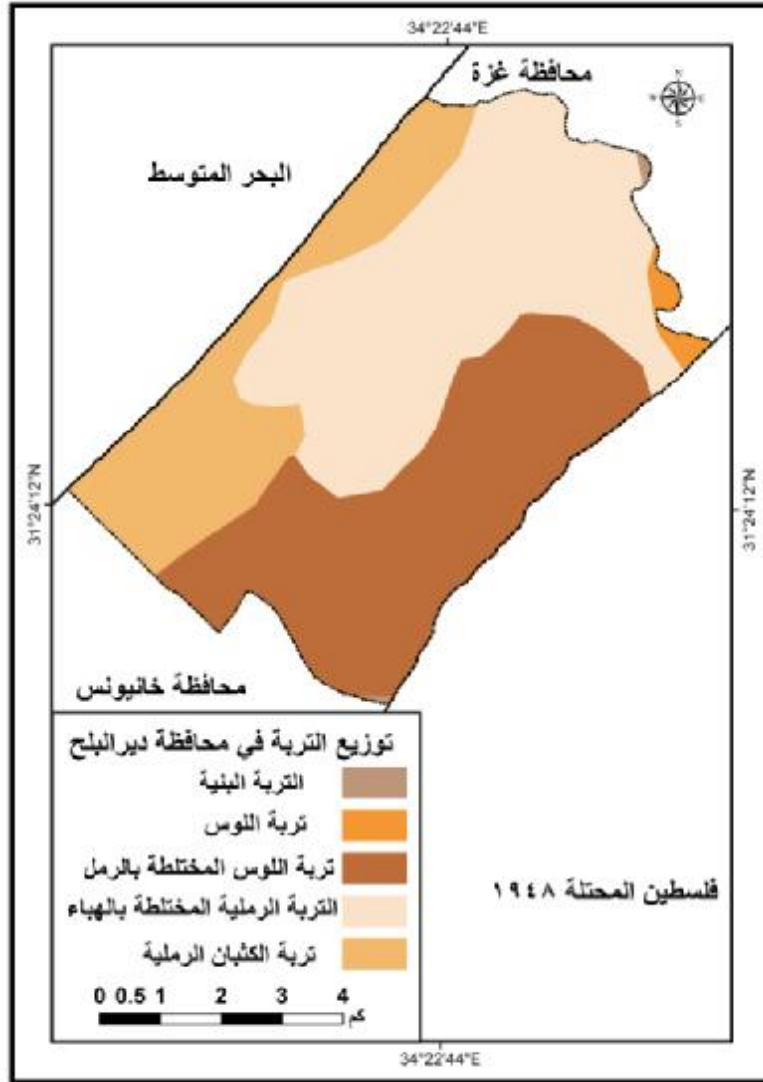 34°22'44"E
محافظة غزة
N
W E
S
البحر المتوسط
31°24'12"N
31°24'12"N
محافظة خانيونس
توزيع التربة في محافظة ديرالبلح
التربة البنية
تربة اللوس
تربة اللوس المختلطة بالرمل
التربة الرملية المختلطة بالهباء
تربة الكثبان الرملية
0 0.5 1 2 3 4
كم
فلسطين المحتلة ١٩٤٨
34°22'44"E